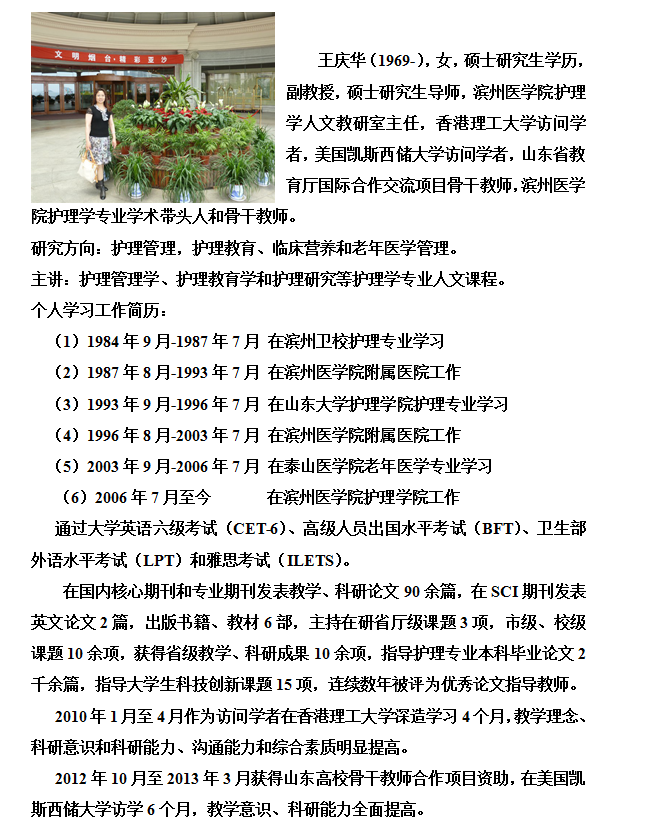 文明烟台·精彩亚沙
王庆华（1969-），女，硕士研究生学历，
副教授，硕士研究生导师，滨州医学院护理
学人文教研室主任，香港理工大学访问学
者，美国凯斯西储大学访问学者，山东省教
育厅国际合作交流项目骨干教师，滨州医学
院护理学专业学术带头人和骨干教师。
研究方向：护理管理，护理教育、临床营养和老年医学管理。
主讲：护理管理学、护理教育学和护理研究等护理学专业人文课程。
个人学习工作简历：
（1）1984 年 9 月-1987 年 7 月 在滨州卫校护理专业学习
（2）1987 年 8 月-1993 年 7 月 在滨州医学院附属医院工作
（3）1993 年 9 月-1996 年 7 月 在山东大学护理学院护理专业学习
（4）1996 年 8 月-2003 年 7 月 在滨州医学院附属医院工作
（5）2003 年 9 月-2006 年 7 月 在泰山医学院老年医学专业学习
（6）2006 年 7 月至今 在滨州医学院护理学院工作
通过大学英语六级考试（CET-6）、高级人员出国水平考试（BFT）、卫生部
外语水平考试（LPT）和雅思考试（ILETS）。
在国内核心期刊和专业期刊发表教学、科研论文 90 余篇，在 SCI 期刊发表
英文论文 2 篇，出版书籍、教材 6 部，主持在研省厅级课题 3 项，市级、校级
课题 10 余项，获得省级教学、科研成果 10 余项，指导护理专业本科毕业论文 2
千余篇，指导大学生科技创新课题 15 项，连续数年被评为优秀论文指导教师。
2010 年 1 月至 4 月作为访问学者在香港理工大学深造学习 4 个月，教学理念、
科研意识和科研能力、沟通能力和综合素质明显提高。
2012 年 10 月至 2013 年 3 月获得山东高校骨干教师合作项目资助，在美国凯
斯西储大学访学 6 个月，教学意识、科研能力全面提高。